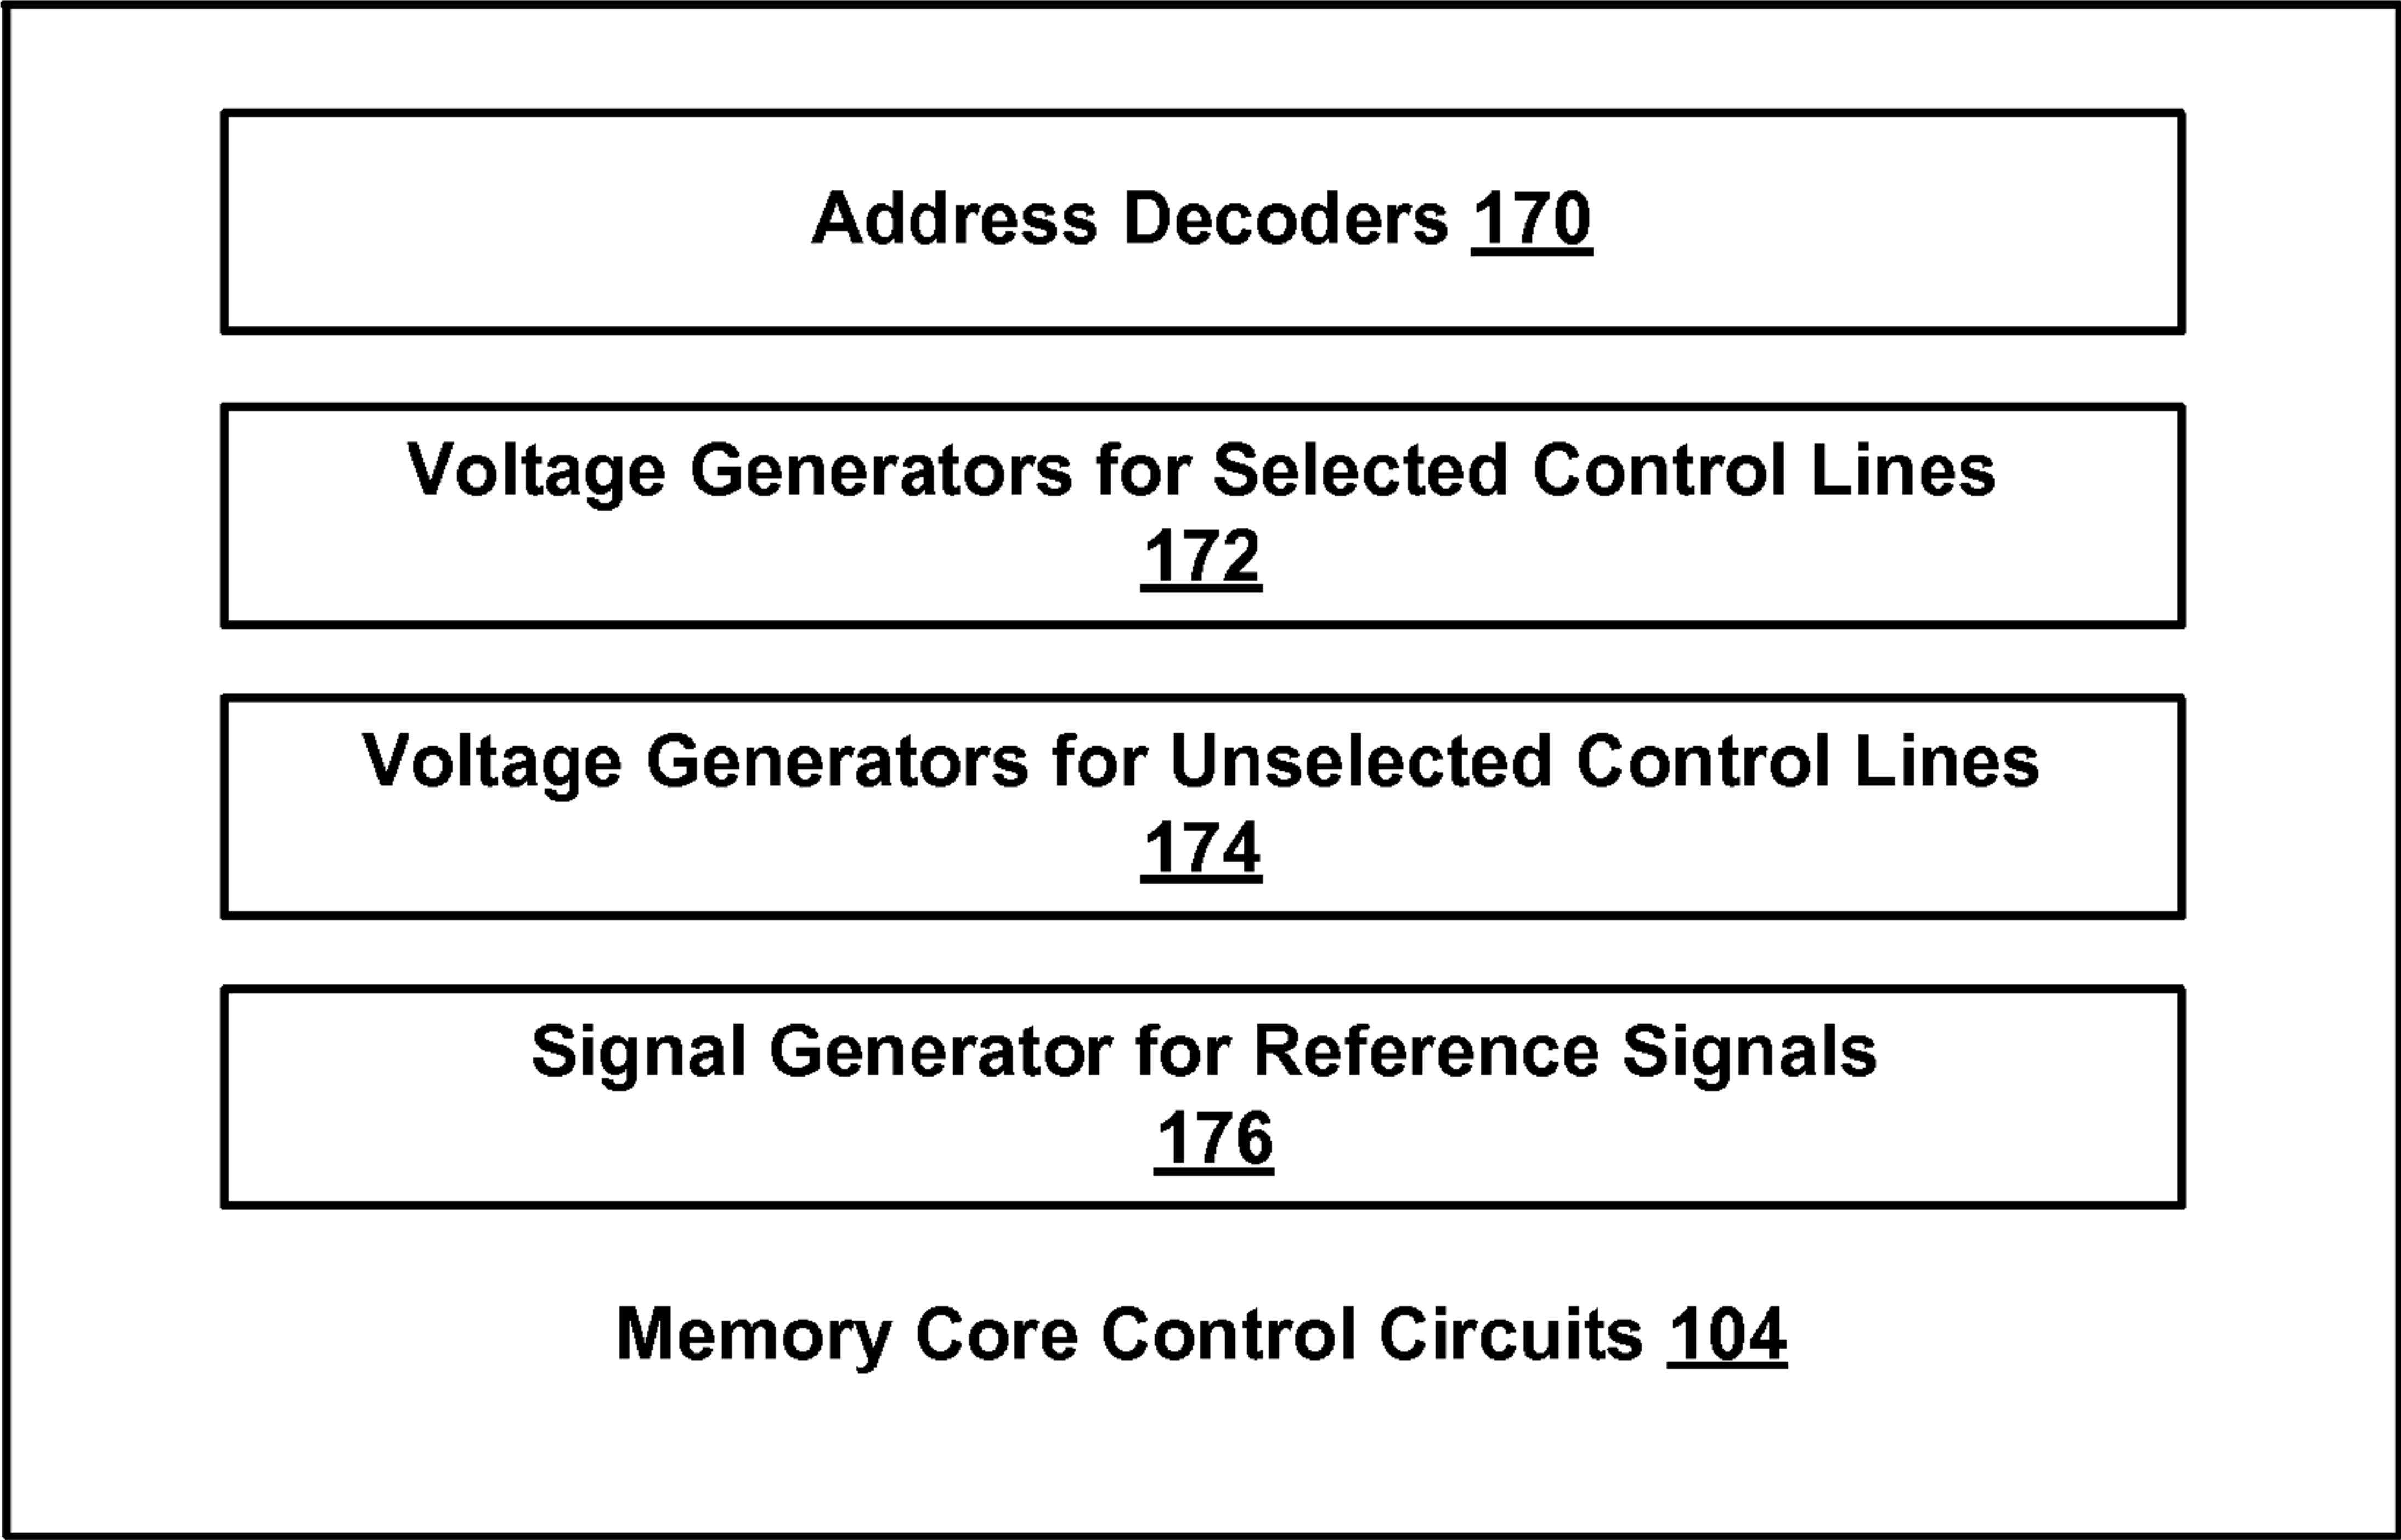 Address Decoders 170
Voltage Generators for Selected Control Lines
172
Voltage Generators for Unselected Control Lines
174
Signal Generator for Reference Signals
176
Memory Core Control Circuits 104